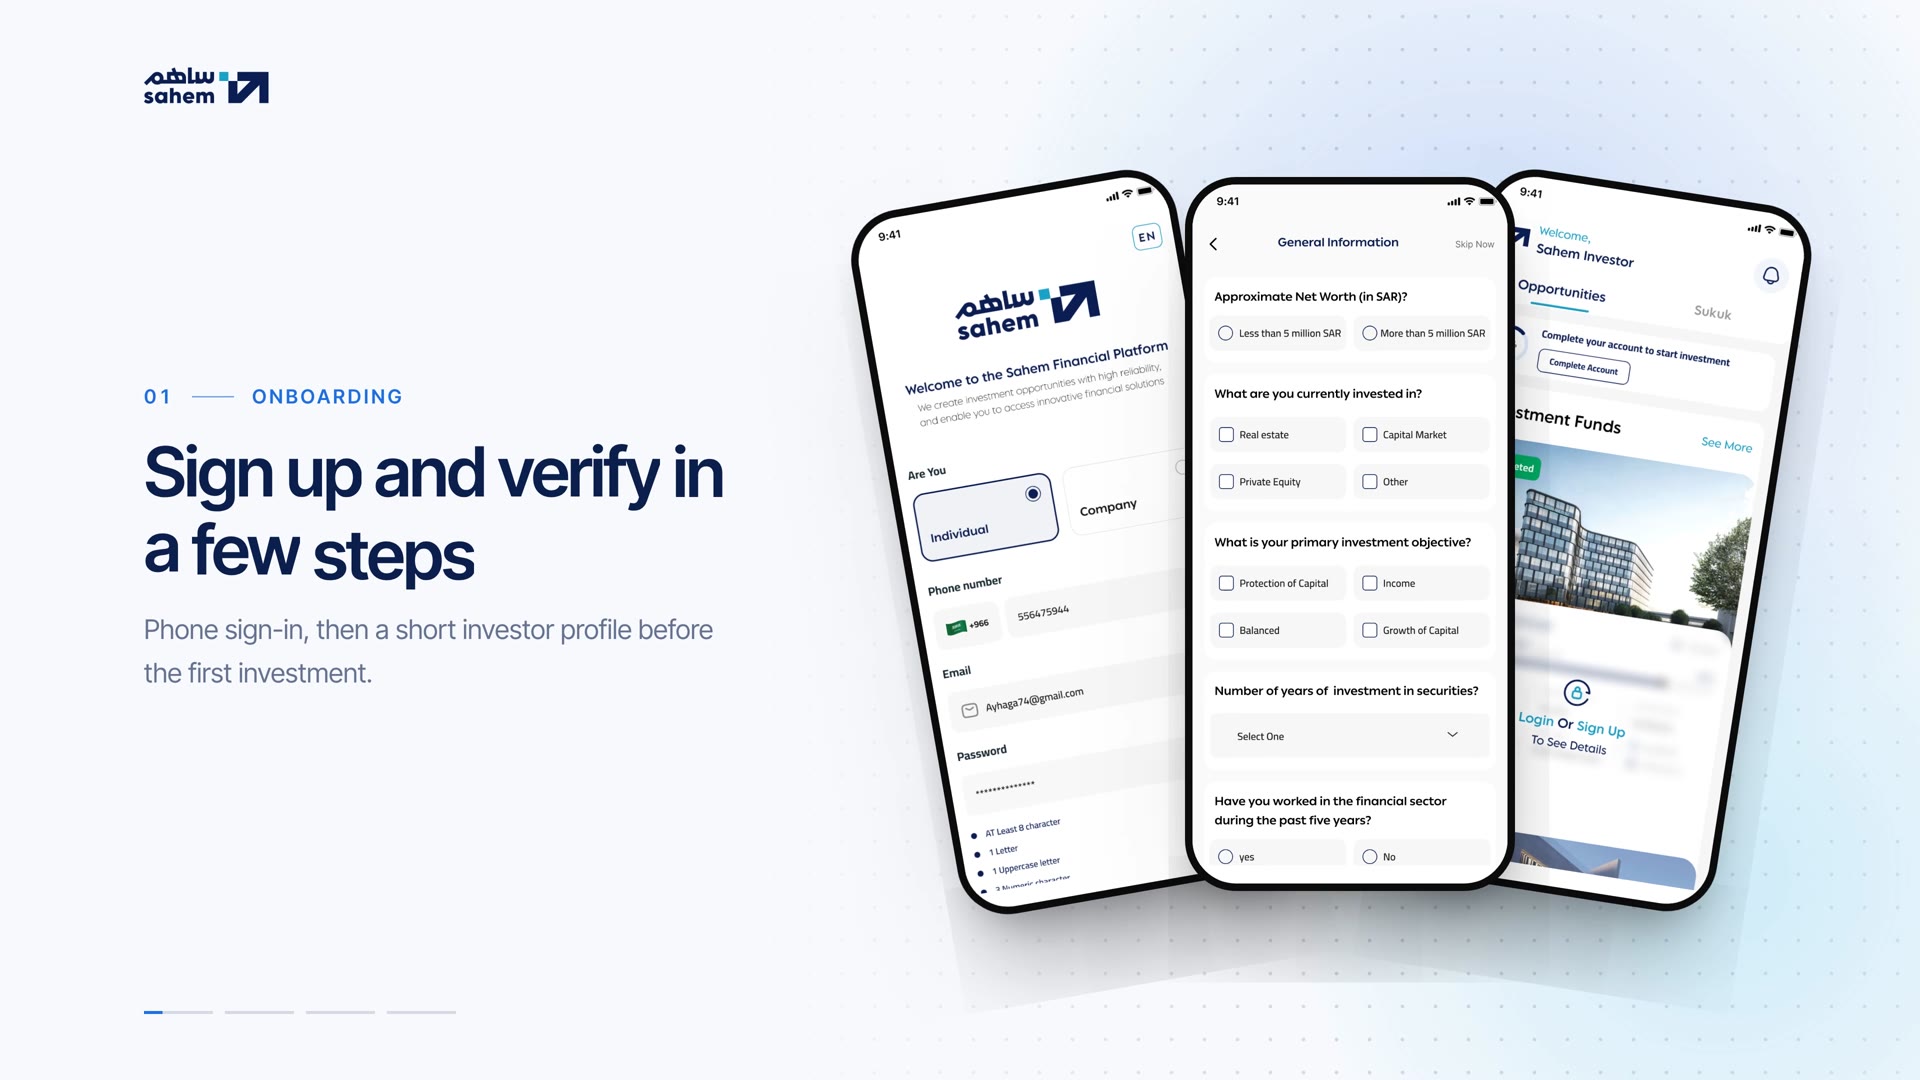 ساهم
sahem
01 ONBOARDING
Sign up and verify in
a few steps
Phone sign-in, then a short investor profile before
the first investment.
9:41
EN
ساهم
sahem
Welcome to the Sahem Financial Platform
We create investment opportunities with high reliability,
and enable you to access innovative financial solutions
Are You
Individual
Company
Phone number
+966
556475944
Email
Ayhaga74@gmail.com
Password
••••••••••••••
AT Least 8 character
1 Letter
1 Uppercase letter
3 Numeric character
9:41
General Information
Skip Now
Approximate Net Worth (in SAR)?
Less than 5 million SAR
More than 5 million SAR
What are you currently invested in?
Real estate
Capital Market
Private Equity
Other
What is your primary investment objective?
Protection of Capital
Income
Balanced
Growth of Capital
Number of years of investment in securities?
Select One
Have you worked in the financial sector
during the past five years?
yes
No
9:41
Welcome,
Sahem Investor
Opportunities
Sukuk
Complete your account to start investment
Complete Account
stment Funds
See More
eted
Login Or Sign Up
To See Details